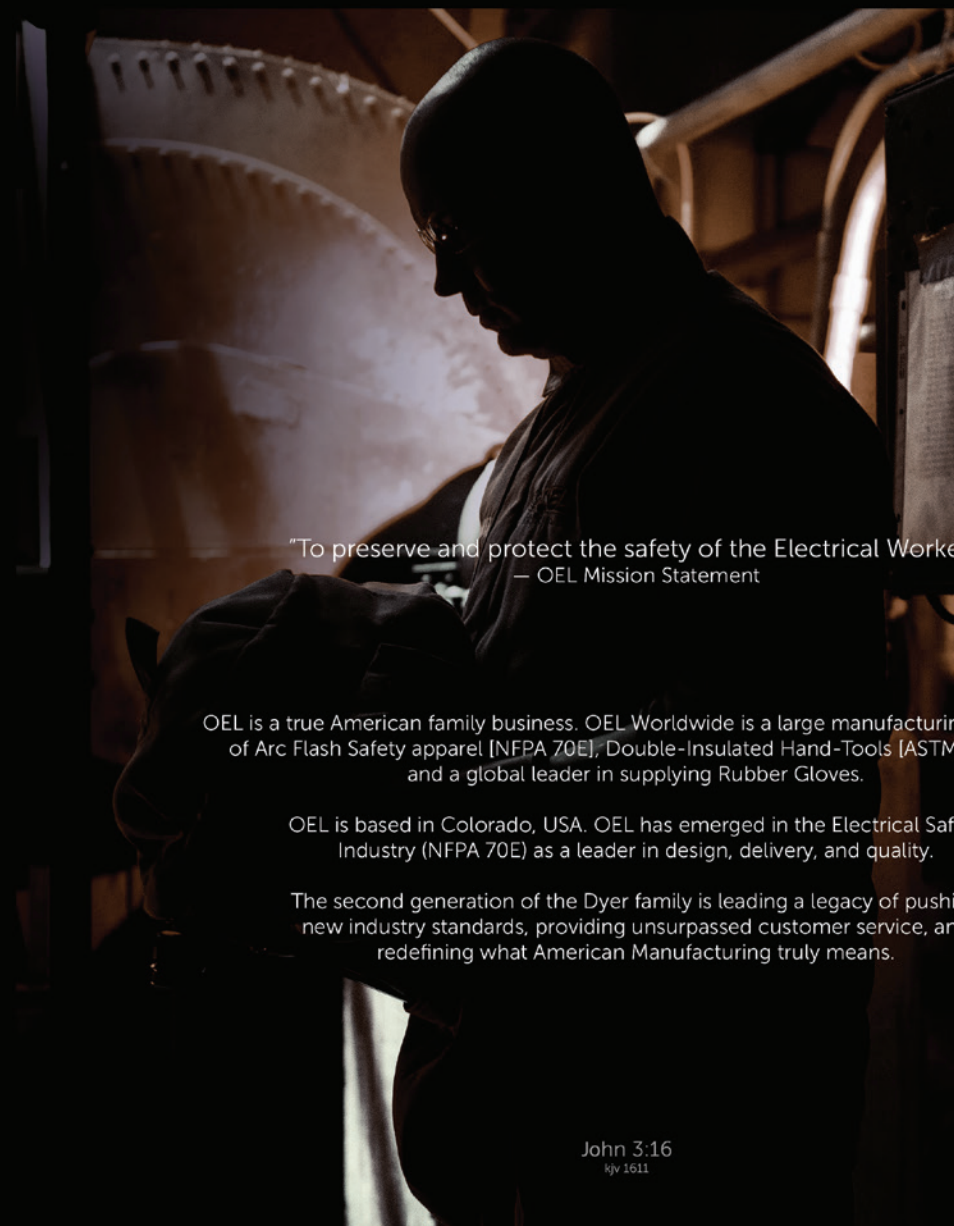 "To preserve and protect the safety of the Electrical Worke
— OEL Mission Statement
OEL is a true American family business. OEL Worldwide is a large manufacturin
of Arc Flash Safety apparel [NFPA 70E], Double-Insulated Hand-Tools [ASTM
and a global leader in supplying Rubber Gloves.
OEL is based in Colorado, USA. OEL has emerged in the Electrical Saf
Industry (NFPA 70E) as a leader in design, delivery, and quality.
The second generation of the Dyer family is leading a legacy of pushi
new industry standards, providing unsurpassed customer service, an
redefining what American Manufacturing truly means.
John 3:16
kjv 1611